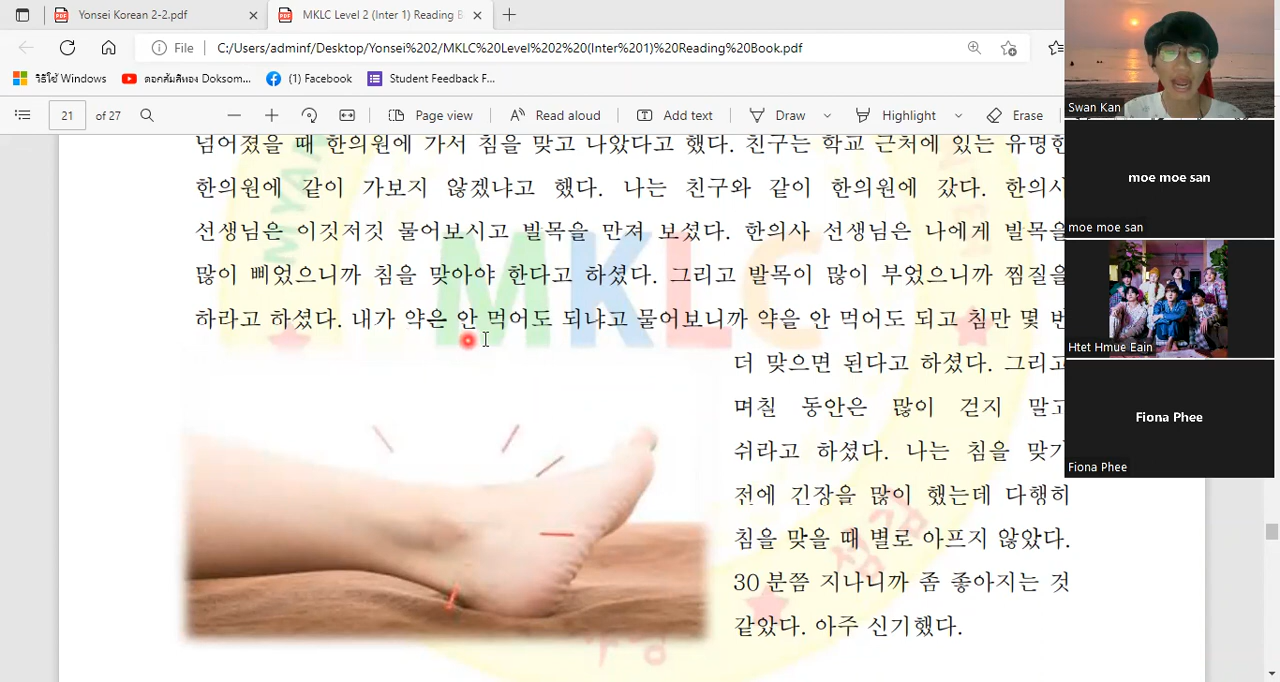 Yonsei Korean 2-2.pdf
MKLC Level 2 (Inter 1) Reading B
File C:/Users/adminf/Desktop/Yonsei%202/MKLC%20Level%202%20(Inter%201)%20Reading%20Book.pdf
วิธีใช้ Windows ดอกส้มสีทอง Doksom... (1) Facebook Student Feedback F...
21 of 27 Page view Read aloud Add text Draw Highlight Erase
넘어졌을 때 한의원에 가서 침을 맞고 나았다고 했다. 친구는 학교 근처에 있는 유명한
한의원에 같이 가보지 않겠냐고 했다. 나는 친구와 같이 한의원에 갔다. 한의사
선생님은 이것저것 물어보시고 발목을 만져 보셨다. 한의사 선생님은 나에게 발목을
많이 삐었으니까 침을 맞아야 한다고 하셨다. 그리고 발목이 많이 부었으니까 찜질을
하라고 하셨다. 내가 약은 안 먹어도 되냐고 물어보니까 약을 안 먹어도 되고 침만 몇 번
더 맞으면 된다고 하셨다. 그리고
며칠 동안은 많이 걷지 말고
쉬라고 하셨다. 나는 침을 맞기
전에 긴장을 많이 했는데 다행히
침을 맞을 때 별로 아프지 않았다.
30 분쯤 지나니까 좀 좋아지는 것
같았다. 아주 신기했다.
MKLC
Swan Kan
moe moe san
moe moe san
Htet Hmue Eain
Fiona Phee
Fiona Phee